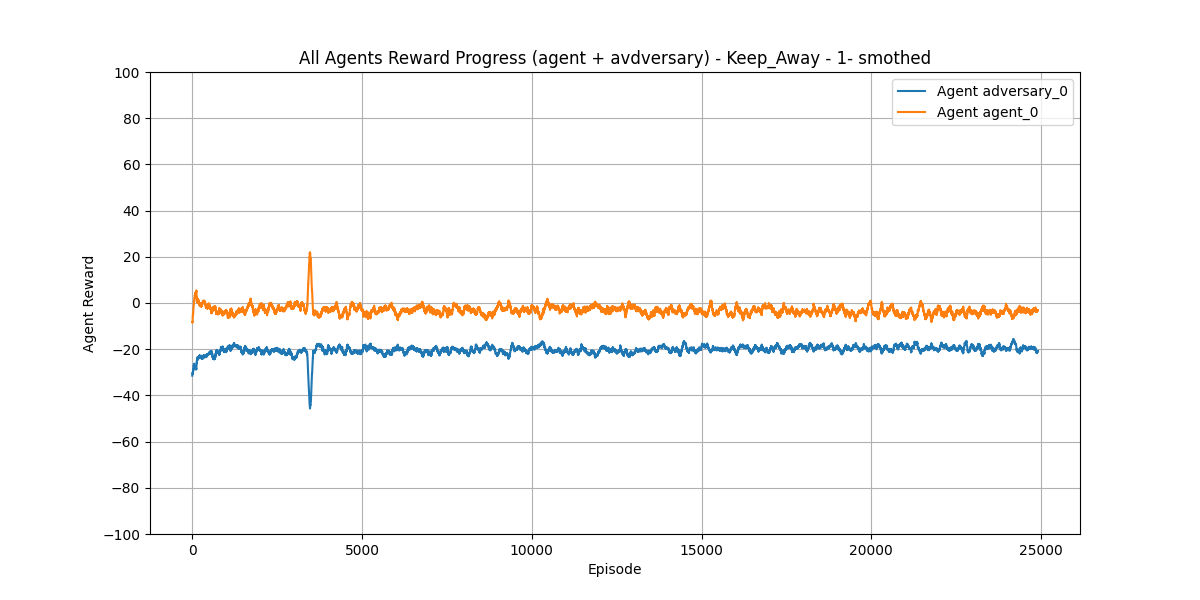 All Agents Reward Progress (agent + avdversary) - Keep_Away - 1- smothed
Agent adversary_0
Agent agent_0
100
80
60
40
20
0
−20
−40
−60
−80
−100
Agent Reward
0 5000 10000 15000 20000 25000
Episode